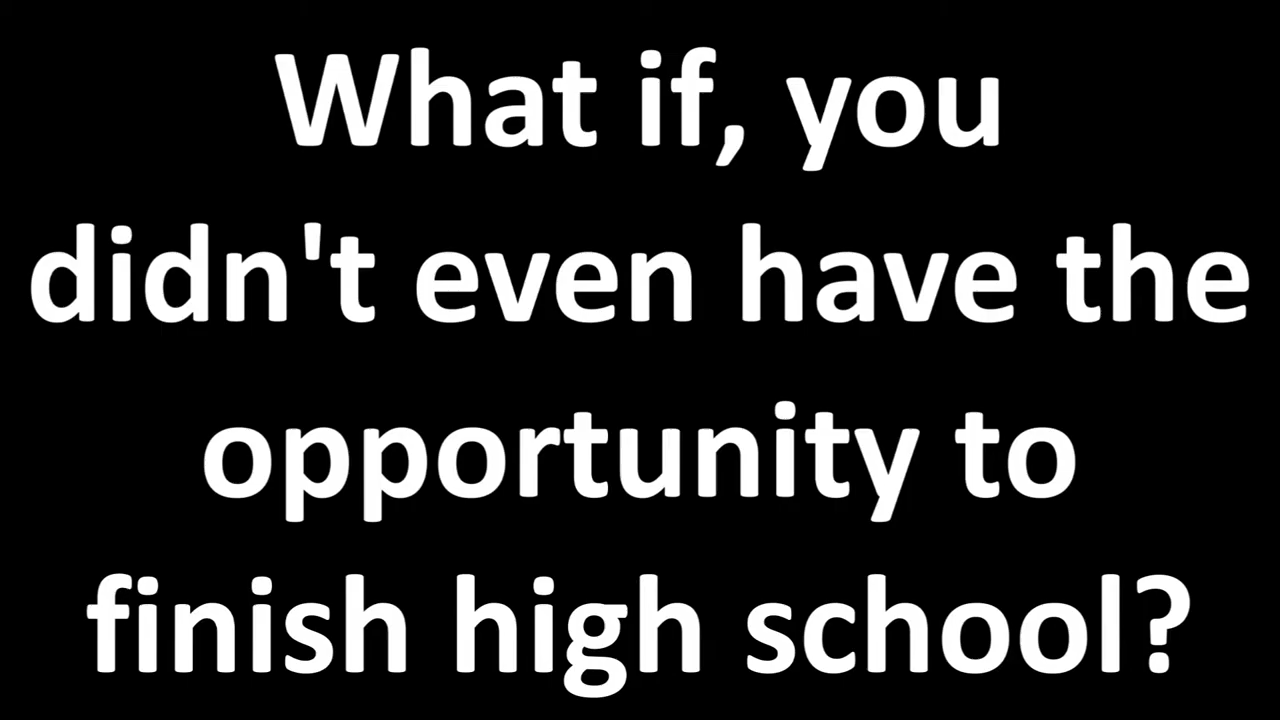 What if, you
didn't even have the
opportunity to
finish high school?